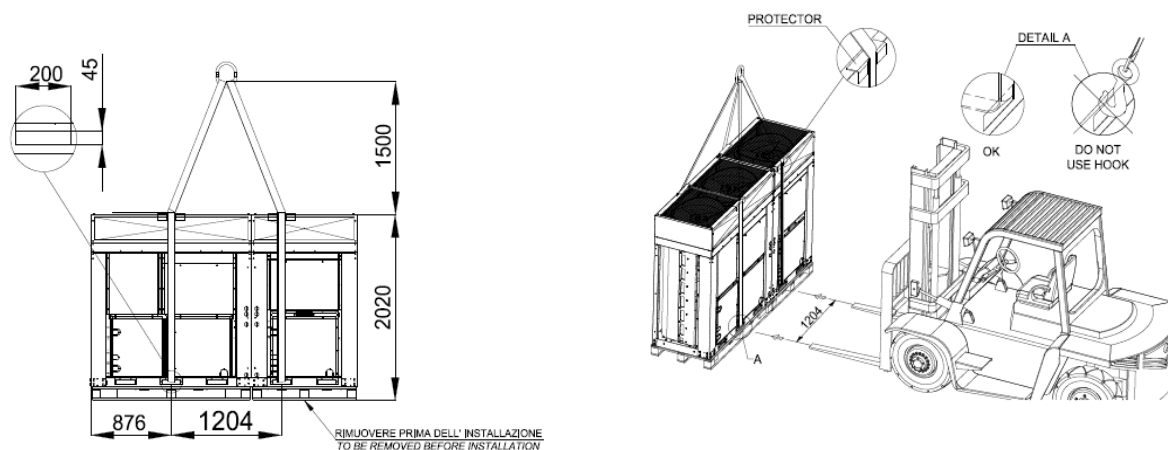 200
45
1500
2020
876
1204
RIMUOVERE PRIMA DELL' INSTALLAZIONE
TO BE REMOVED BEFORE INSTALLATION
PROTECTOR
DETAIL A
OK
DO NOT
USE HOOK
1204
A